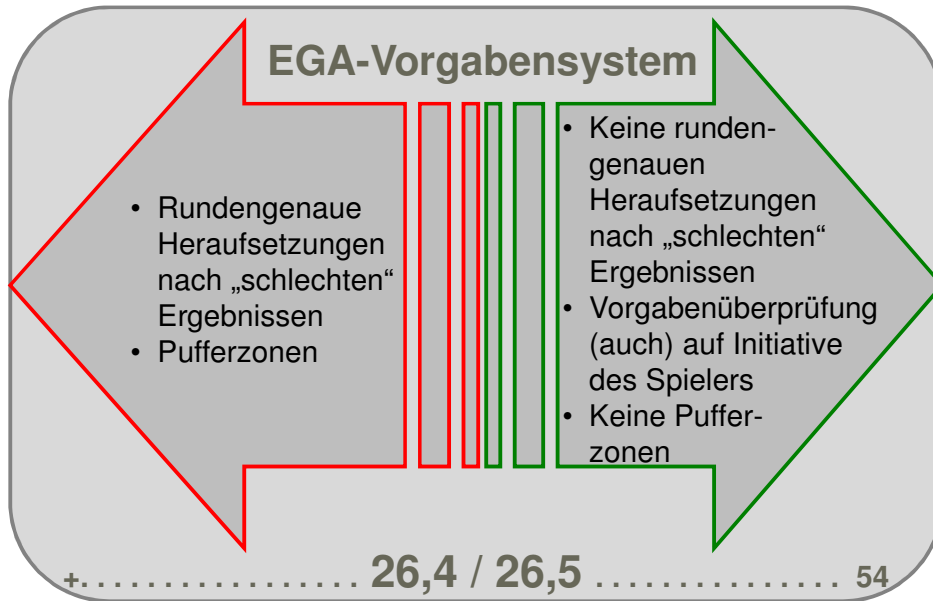 EGA-Vorgabensystem
• Rundengenaue
Heraufsetzungen
nach „schlechten“
Ergebnissen
• Pufferzonen
• Keine runden-
genauen
Heraufsetzungen
nach „schlechten“
Ergebnissen
• Vorgabenüberprüfung
(auch) auf Initiative
des Spielers
• Keine Puffer-
zonen
+. . . . . . . . . . . . . . . . . 26,4 / 26,5 . . . . . . . . . . . . . . . 54